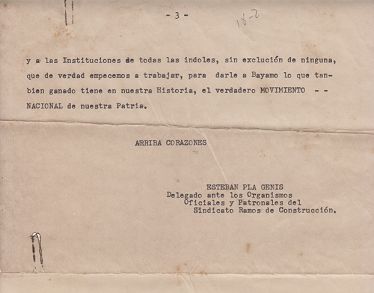 - 3 -
y a las Instituciones de todas las indoles, sin exclusión de ninguna,
que de verdad empecemos a trabajar, para darle a Bayamo lo que tan-
bien ganado tiene en nuestra Historia, el verdadero MOVIMIENTO - -
NACIONAL de nuestra Patria.
ARRIBA CORAZONES
ESTEBAN PLA GENIS
Delegado ante los Organismos
Oficiales y Patronales del
Sindicato Ramos de Construcción.